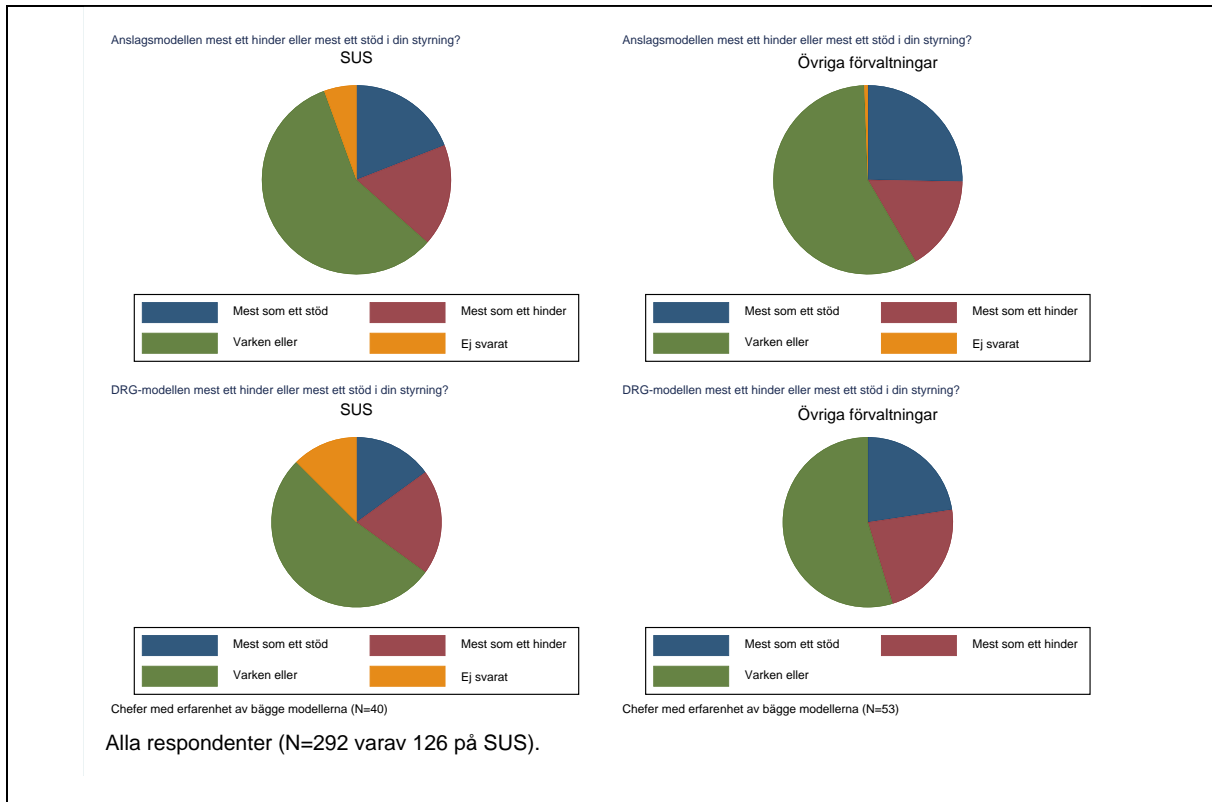 Anslagsmodellen mest ett hinder eller mest ett stöd i din styrning?
SUS
Mest som ett stöd
Mest som ett hinder
Varken eller
Ej svarat
Anslagsmodellen mest ett hinder eller mest ett stöd i din styrning?
Övriga förvaltningar
Mest som ett stöd
Mest som ett hinder
Varken eller
Ej svarat
DRG-modellen mest ett hinder eller mest ett stöd i din styrning?
SUS
Mest som ett stöd
Mest som ett hinder
Varken eller
Ej svarat
Chefer med erfarenhet av bägge modellerna (N=40)
DRG-modellen mest ett hinder eller mest ett stöd i din styrning?
Övriga förvaltningar
Mest som ett stöd
Mest som ett hinder
Varken eller
Chefer med erfarenhet av bägge modellerna (N=53)
Alla respondenter (N=292 varav 126 på SUS).